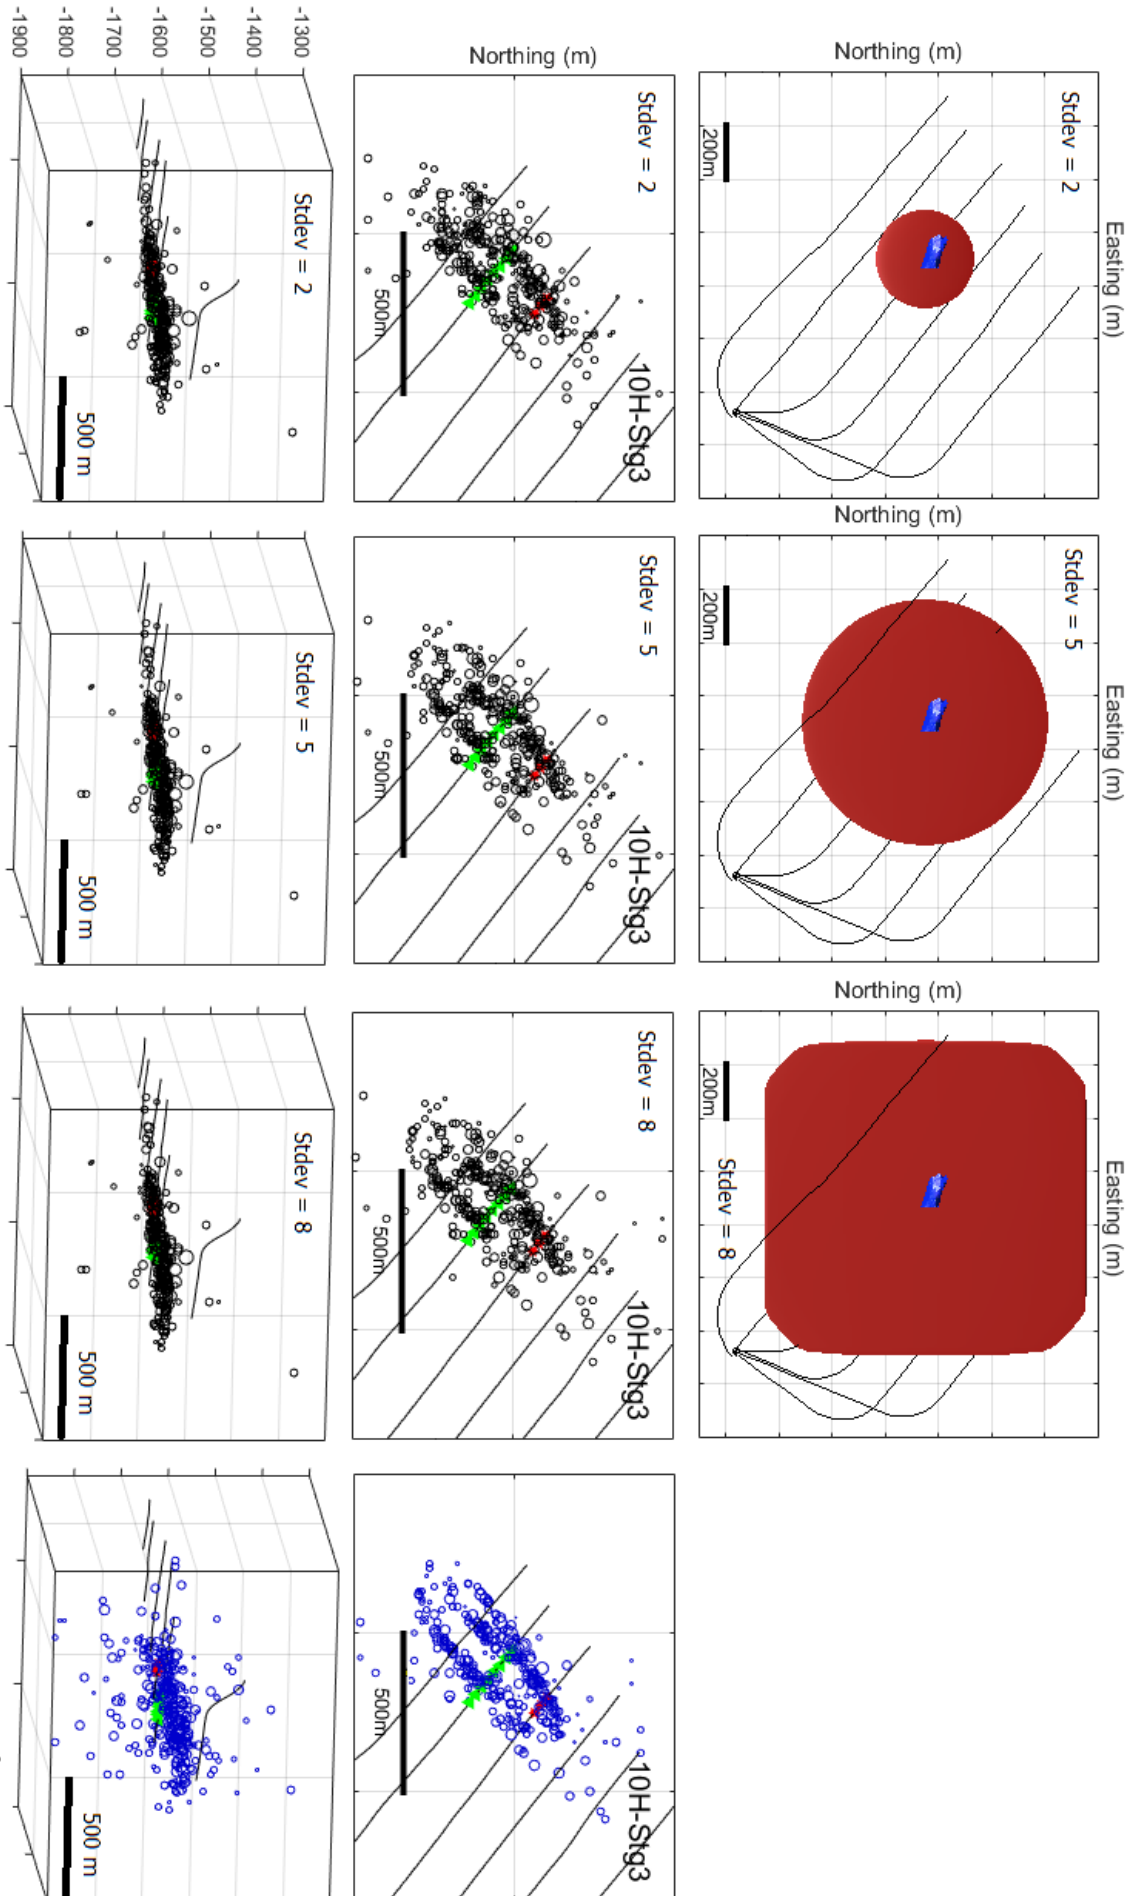 Easting (m)
Northing (m)
Stdev = 2
200m
Easting (m)
Northing (m)
Stdev = 5
200m
Easting (m)
Northing (m)
200m
Stdev = 8
Northing (m)
Stdev = 2
500m
10H-Stg3
Stdev = 5
500m
10H-Stg3
Stdev = 8
500m
10H-Stg3
500m
10H-Stg3
-1300
-1400
-1500
-1600
-1700
-1800
-1900
Stdev = 2
500 m
Stdev = 5
500 m
Stdev = 8
500 m
500 m